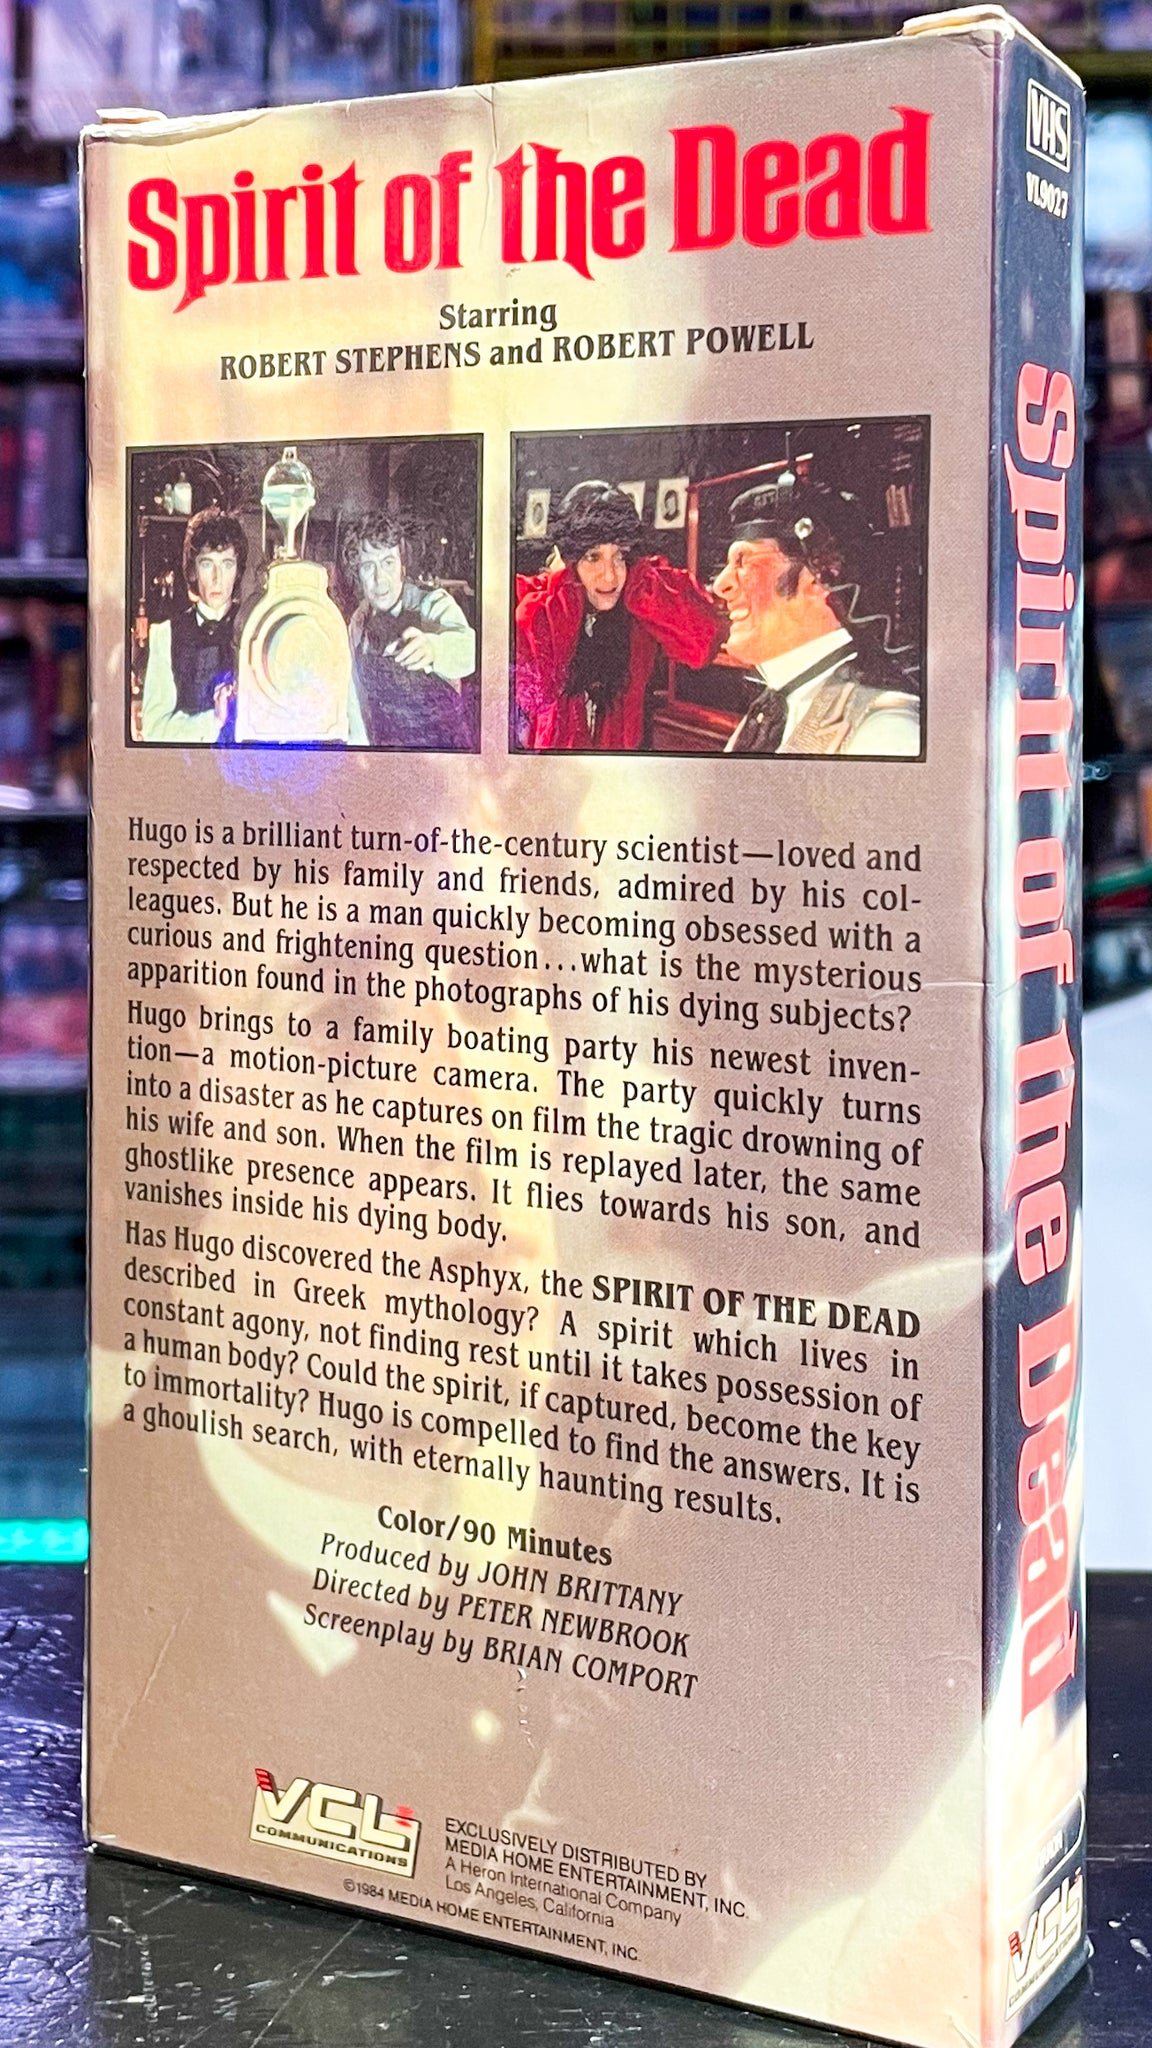 Spirit of the Dead
Starring
ROBERT STEPHENS and ROBERT POWELL
Hugo is a brilliant turn-of-the-century scientist—loved and
respected by his family and friends, admired by his col-
leagues. But he is a man quickly becoming obsessed with a
curious and frightening question...what is the mysterious
apparition found in the photographs of his dying subjects?
Hugo brings to a family boating party his newest inven-
tion—a motion-picture camera. The party quickly turns
into a disaster as he captures on film the tragic drowning of
his wife and son. When the film is replayed later, the same
ghostlike presence appears. It flies towards his son, and
vanishes inside his dying body.
Has Hugo discovered the Asphyx, the SPIRIT OF THE DEAD
described in Greek mythology? A spirit which lives in
constant agony, not finding rest until it takes possession of
a human body? Could the spirit, if captured, become the key
to immortality? Hugo is compelled to find the answers. It is
a ghoulish search, with eternally haunting results.
Color/90 Minutes
Produced by JOHN BRITTANY
Directed by PETER NEWBROOK
Screenplay by BRIAN COMPORT
VCL
COMMUNICATIONS
EXCLUSIVELY DISTRIBUTED BY
MEDIA HOME ENTERTAINMENT, INC.
A Heron International Company
Los Angeles, California
©1984 MEDIA HOME ENTERTAINMENT, INC.
VHS
VL9027
Spirit of the Dead
VCL
COMMUNICATIONS